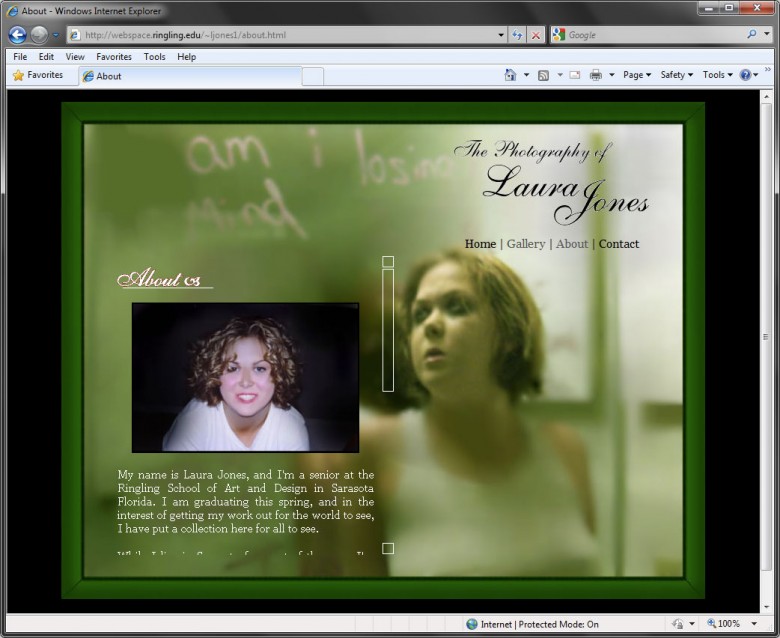 About - Windows Internet Explorer
http://webspace.ringling.edu/~ljones1/about.html
Google
File Edit View Favorites Tools Help
Favorites About Page Safety Tools
am i losing
Mind
The Photography of
Laura Jones
Home | Gallery | About | Contact
About us
My name is Laura Jones, and I'm a senior at the
Ringling School of Art and Design in Sarasota
Florida. I am graduating this spring, and in the
interest of getting my work out for the world to see,
I have put a collection here for all to see.
Internet | Protected Mode: On
100%